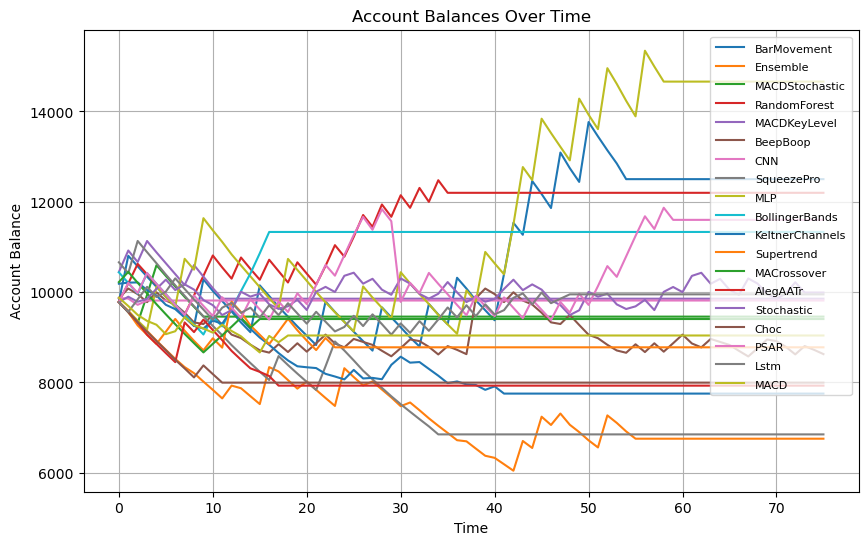 Account Balances Over Time
Account Balance
14000
12000
10000
8000
6000
BarMovement
Ensemble
MACDStochastic
RandomForest
MACDKeyLevel
BeepBoop
CNN
SqueezePro
MLP
BollingerBands
KeltnerChannels
Supertrend
MACrossover
AlegAATr
Stochastic
Choc
PSAR
Lstm
MACD
0 10 20 30 40 50 60 70
Time